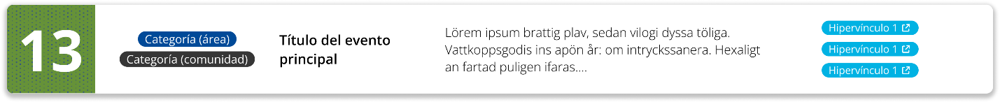 13
Categoría (área)
Categoría (comunidad)
Título del evento
principal
Lörem ipsum brattig plav, sedan vilogi dyssa töliga.
Vattkoppsgodis ins apön år: om intryckssanera. Hexaligt
an fartad puligen ifaras....
Hipervínculo 1
Hipervínculo 1
Hipervínculo 1